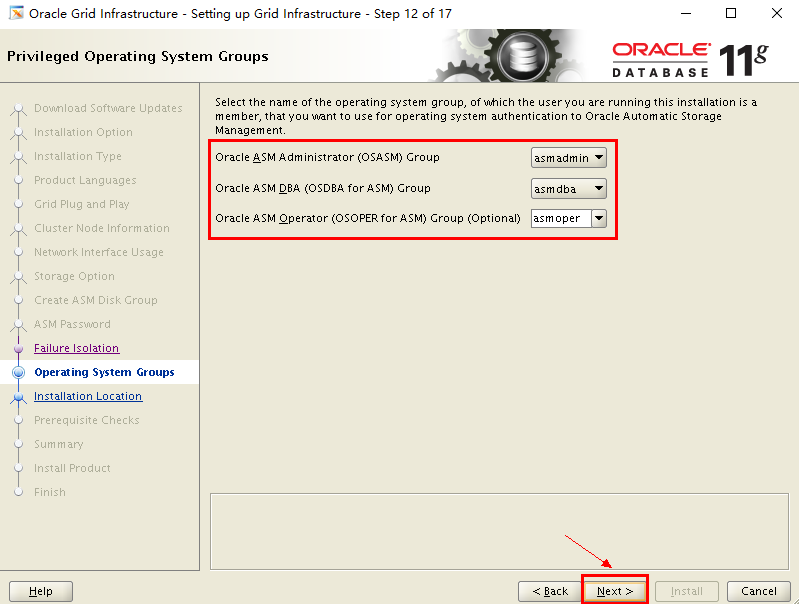 Oracle Grid Infrastructure - Setting up Grid Infrastructure - Step 12 of 17
Privileged Operating System Groups
ORACLE
DATABASE 11g
Download Software Updates
Installation Option
Installation Type
Product Languages
Grid Plug and Play
Cluster Node Information
Network Interface Usage
Storage Option
Create ASM Disk Group
ASM Password
Failure Isolation
Operating System Groups
Installation Location
Prerequisite Checks
Summary
Install Product
Finish
Select the name of the operating system group, of which the user you are running this installation is a
member, that you want to use for operating system authentication to Oracle Automatic Storage
Management.
Oracle ASM Administrator (OSASM) Group asmadmin
Oracle ASM DBA (OSDBA for ASM) Group asmdba
Oracle ASM Operator (OSOPER for ASM) Group (Optional) asmoper
Help < Back Next > Install Cancel